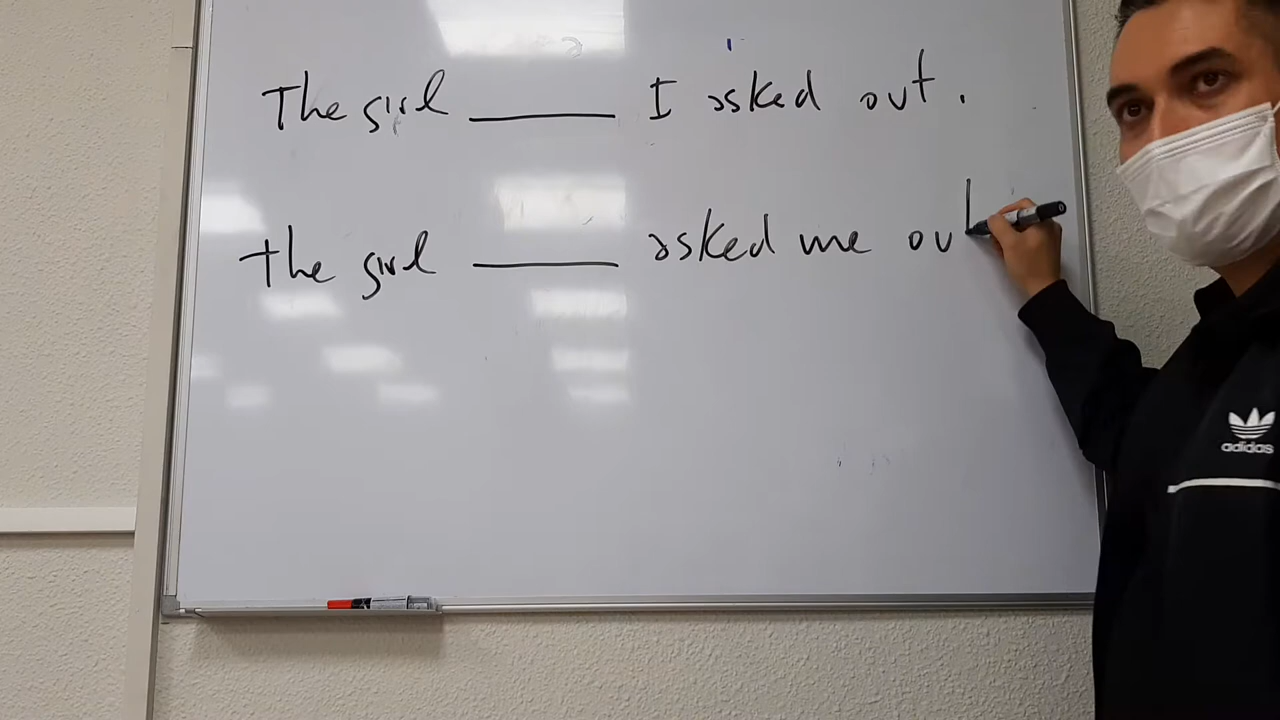 The girl ______ I asked out.
the girl ______ asked me out
adidas